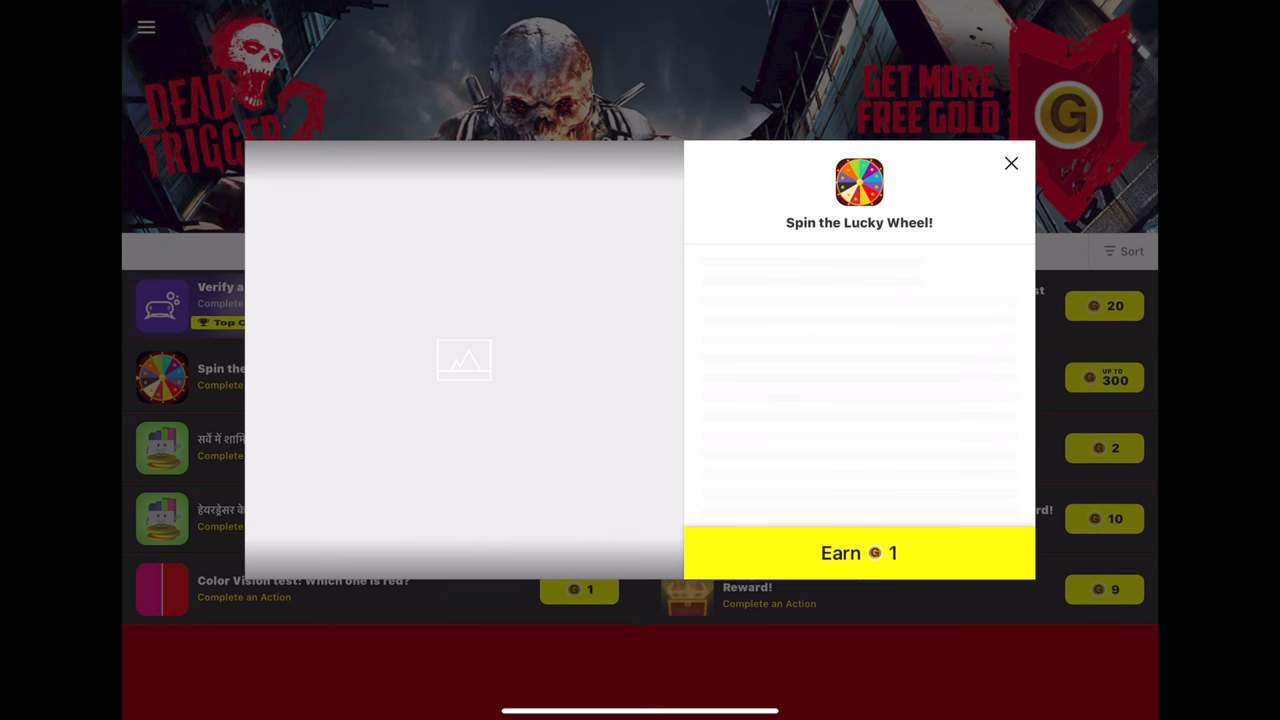 DEAD
TRIGGER 2
GET MORE
FREE GOLD
G
Spin the Lucky Wheel!
Sort
Verify a
Complete
Top C
G 20
Spin the
Complete
G UP TO
300
सर्वे में शामि
Complete
G 2
हेयरड्रेसर के
Complete
rd!
G 10
Earn G 1
Color Vision test: Which one is red?
Complete an Action
G 1
Reward!
Complete an Action
G 9